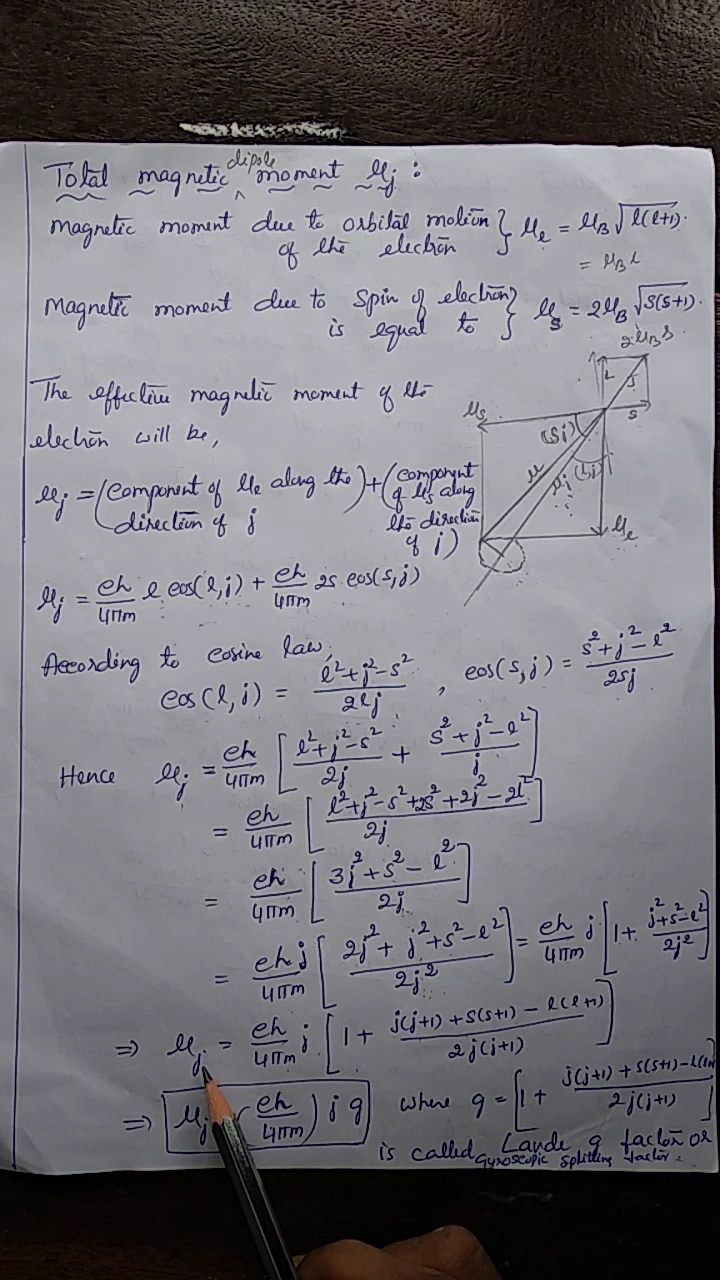 Total magnetic dipole moment μj :
Magnetic moment due to orbital motion of the electron } μl = μB √l(l+1).
= μB l
Magnetic moment due to Spin of electron is equal to } μs = 2μB √s(s+1).
2μB s
L
s
The effective magnetic moment of the
μs
(s j)
electron will be,
μ
μj
(l, j)
μl
μj = (component of μl along the direction of j) + (component of μs along the direction of j)
μj = eh/4πm l cos(l,j) + eh/4πm 2s cos(s,j)
According to cosine law,
cos(l,j) = l²+j²-s²/2lj , cos(s,j) = s²+j²-l²/2sj
Hence μj = eh/4πm [l²+j²-s²/2j + s²+j²-l²/j]
= eh/4πm [l²+j²-s²+2s²+2j²-2l²/2j]
= eh/4πm [3j²+s²-l²/2j]
= eh j/4πm [2j²+j²+s²-l²/2j²] = eh/4πm j [1+ j²+s²-l²/2j²]
⇒ μj = eh/4πm j [1+ j(j+1)+s(s+1)-l(l+1)/2j(j+1)]
⇒ μj (eh/4πm) j g where g = [1+ j(j+1)+s(s+1)-l(l+1)/2j(j+1)]
is called Lande g factor or
Gyroscopic splitting factor.